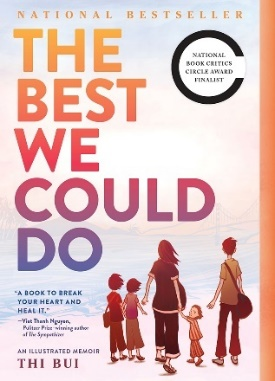 NATIONAL BESTSELLER
THE
BEST
WE
COULD
DO
NATIONAL
BOOK CRITICS
CIRCLE AWARD
FINALIST
"A BOOK TO BREAK
YOUR HEART AND
HEAL IT."
—Viet Thanh Nguyen,
Pulitzer Prize–winning author
of The Sympathizer
AN ILLUSTRATED MEMOIR
THI BUI